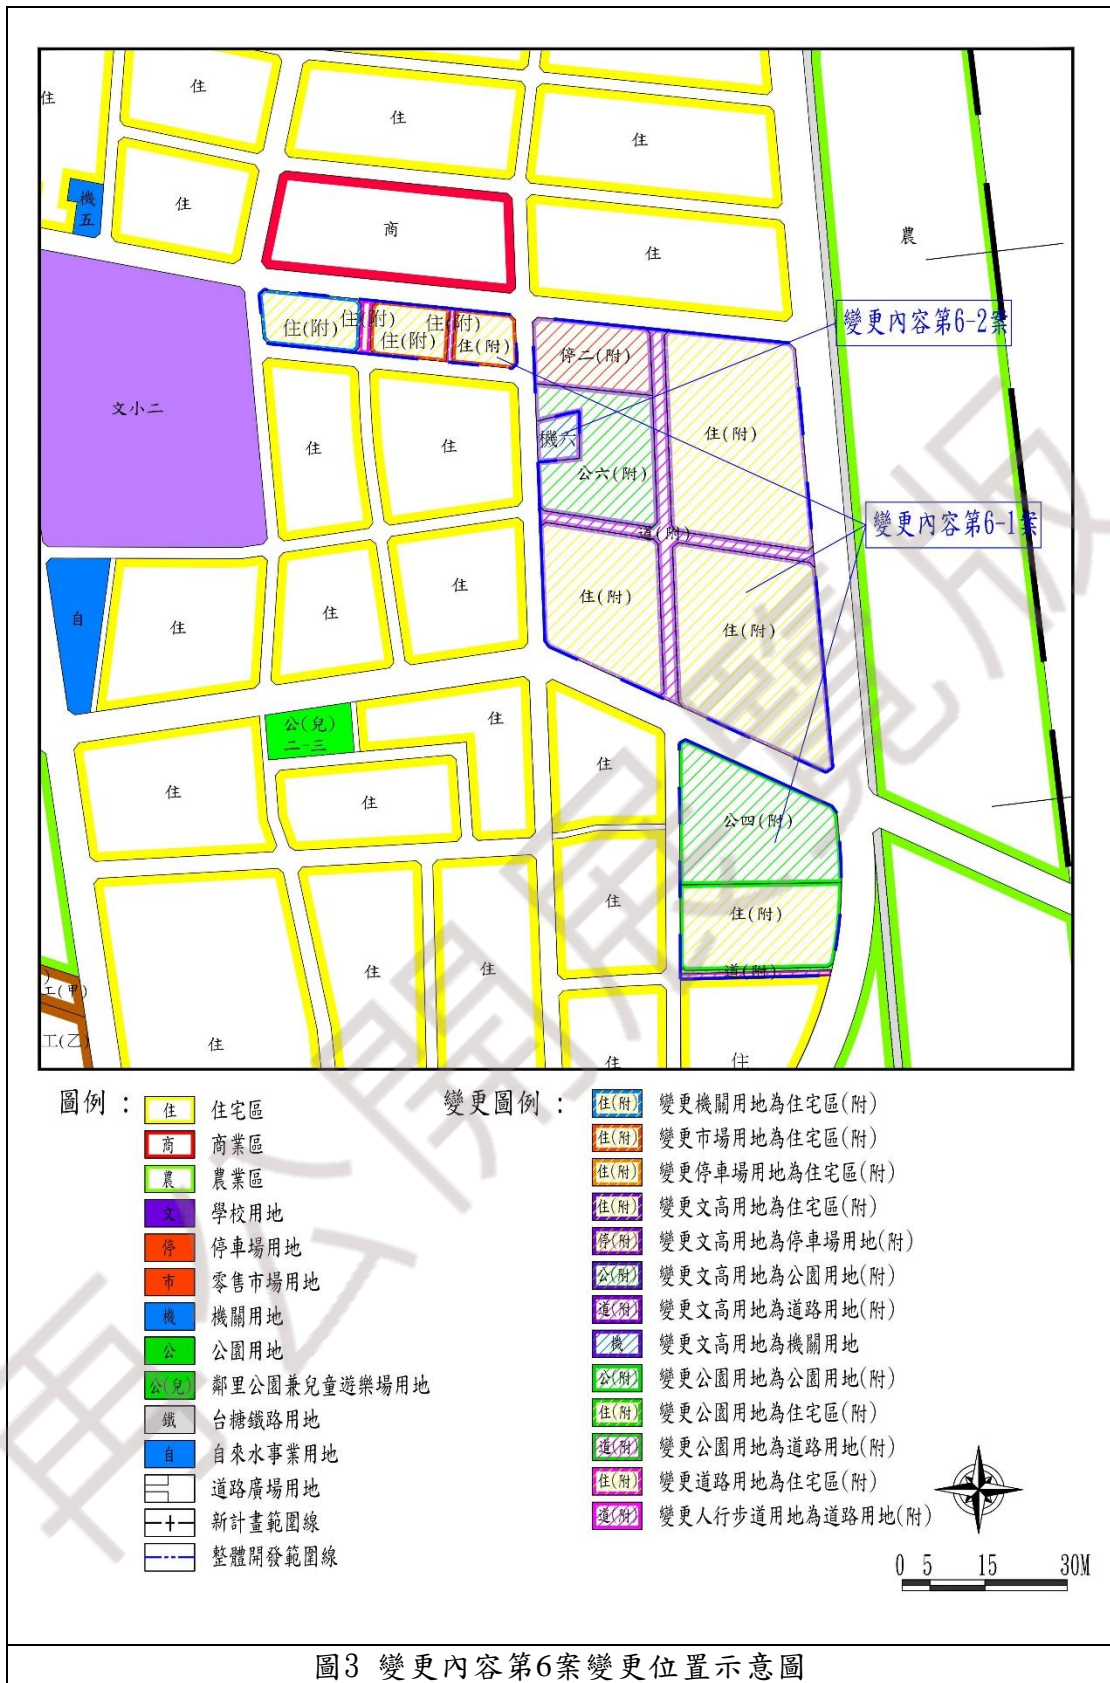 住
住
住
住
機
五
住
商
住
農
住(附)
住(附)
住(附)
住(附)
住(附)
變更內容第6-2案
停二(附)
文小二
住
住
機六
公六(附)
住(附)
道(附)
變更內容第6-1案
自
住
住
住
住(附)
住(附)
公(兒)
二-三
住
住
住
住
公四(附)
住
住(附)
道(附)
住
住
工(甲)
工(乙)
住
住
住
圖例：
住 住宅區
商 商業區
農 農業區
文 學校用地
停 停車場用地
市 零售市場用地
機 機關用地
公 公園用地
公(兒) 鄰里公園兼兒童遊樂場用地
鐵 台糖鐵路用地
自 自來水事業用地
道路廣場用地
新計畫範圍線
整體開發範圍線
變更圖例：
住(附) 變更機關用地為住宅區(附)
住(附) 變更市場用地為住宅區(附)
住(附) 變更停車場用地為住宅區(附)
住(附) 變更文高用地為住宅區(附)
停(附) 變更文高用地為停車場用地(附)
公(附) 變更文高用地為公園用地(附)
道(附) 變更文高用地為道路用地(附)
機 變更文高用地為機關用地
公(附) 變更公園用地為公園用地(附)
住(附) 變更公園用地為住宅區(附)
道(附) 變更公園用地為道路用地(附)
住(附) 變更道路用地為住宅區(附)
道(附) 變更人行步道用地為道路用地(附)
0 5 15 30M
圖3 變更內容第6案變更位置示意圖
再公開展覽版